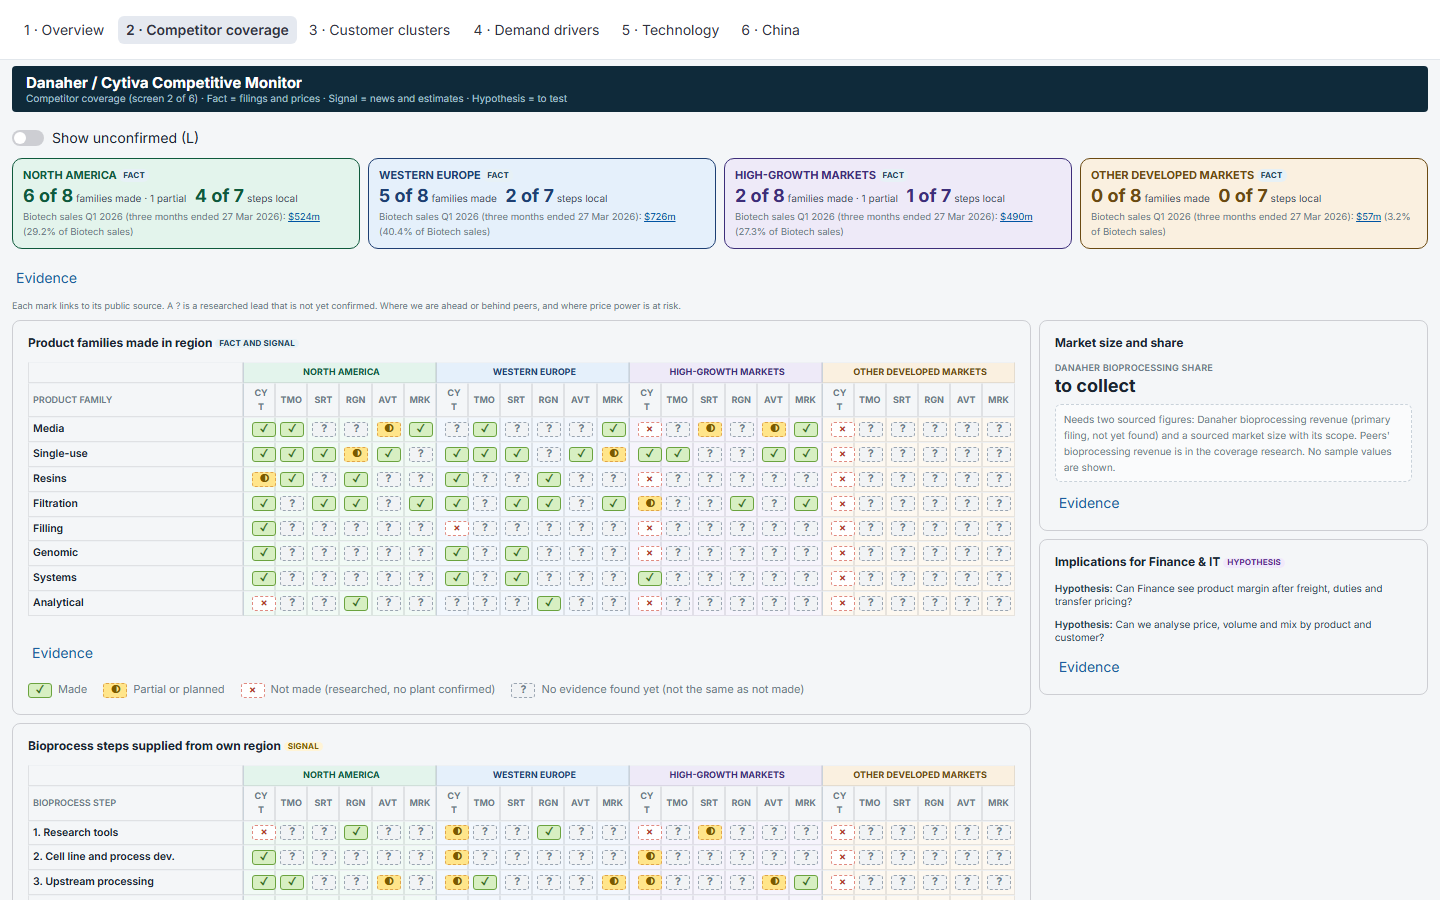 1 · Overview 2 · Competitor coverage 3 · Customer clusters 4 · Demand drivers 5 · Technology 6 · China
Danaher / Cytiva Competitive Monitor
Competitor coverage (screen 2 of 6) · Fact = filings and prices · Signal = news and estimates · Hypothesis = to test
Show unconfirmed (L)
NORTH AMERICA FACT
6 of 8 families made · 1 partial 4 of 7 steps local
Biotech sales Q1 2026 (three months ended 27 Mar 2026): $524m
(29.2% of Biotech sales)
WESTERN EUROPE FACT
5 of 8 families made 2 of 7 steps local
Biotech sales Q1 2026 (three months ended 27 Mar 2026): $726m
(40.4% of Biotech sales)
HIGH-GROWTH MARKETS FACT
2 of 8 families made · 1 partial 1 of 7 steps local
Biotech sales Q1 2026 (three months ended 27 Mar 2026): $490m
(27.3% of Biotech sales)
OTHER DEVELOPED MARKETS FACT
0 of 8 families made 0 of 7 steps local
Biotech sales Q1 2026 (three months ended 27 Mar 2026): $57m (3.2%
of Biotech sales)
Evidence
Each mark links to its public source. A ? is a researched lead that is not yet confirmed. Where we are ahead or behind peers, and where price power is at risk.
Product families made in region FACT AND SIGNAL
NORTH AMERICA WESTERN EUROPE HIGH-GROWTH MARKETS OTHER DEVELOPED MARKETS
PRODUCT FAMILY CYT TMO SRT RGN AVT MRK CYT TMO SRT RGN AVT MRK CYT TMO SRT RGN AVT MRK CYT TMO SRT RGN AVT MRK
Media ✓ ✓ ? ? ◐ ✓ ? ✓ ? ? ? ✓ × ? ◐ ? ◐ ✓ × ? ? ? ? ?
Single-use ✓ ✓ ✓ ◐ ✓ ? ✓ ✓ ✓ ? ✓ ◐ ✓ ✓ ? ? ✓ ✓ × ? ? ? ? ?
Resins ◐ ✓ ? ✓ ? ? ✓ ? ? ✓ ? ? × ? ? ? ? ? × ? ? ? ? ?
Filtration ✓ ? ✓ ✓ ? ✓ ✓ ? ✓ ✓ ? ✓ ◐ ? ? ✓ ? ✓ × ? ? ? ? ?
Filling ✓ ? ? ? ? ? × ? ? ? ? ? × ? ? ? ? ? × ? ? ? ? ?
Genomic ✓ ? ? ? ? ? ✓ ? ✓ ? ? ? × ? ? ? ? ? × ? ? ? ? ?
Systems ✓ ? ? ? ? ? ✓ ? ✓ ? ? ? ✓ ? ? ? ? ? × ? ? ? ? ?
Analytical × ? ? ✓ ? ? ? ? ? ✓ ? ? × ? ? ? ? ? × ? ? ? ? ?
Evidence
✓ Made ◐ Partial or planned × Not made (researched, no plant confirmed) ? No evidence found yet (not the same as not made)
Market size and share
DANAHER BIOPROCESSING SHARE
to collect
Needs two sourced figures: Danaher bioprocessing revenue (primary
filing, not yet found) and a sourced market size with its scope. Peers'
bioprocessing revenue is in the coverage research. No sample values
are shown.
Evidence
Implications for Finance & IT HYPOTHESIS
Hypothesis: Can Finance see product margin after freight, duties and
transfer pricing?
Hypothesis: Can we analyse price, volume and mix by product and
customer?
Evidence
Bioprocess steps supplied from own region SIGNAL
NORTH AMERICA WESTERN EUROPE HIGH-GROWTH MARKETS OTHER DEVELOPED MARKETS
BIOPROCESS STEP CYT TMO SRT RGN AVT MRK CYT TMO SRT RGN AVT MRK CYT TMO SRT RGN AVT MRK CYT TMO SRT RGN AVT MRK
1. Research tools × ? ? ✓ ? ? ◐ ? ? ✓ ? ? × ? ◐ ? ? ? × ? ? ? ? ?
2. Cell line and process dev. ✓ ? ? ? ? ? ◐ ? ? ? ? ? ◐ ? ? ? ? ? × ? ? ? ? ?
3. Upstream processing ✓ ✓ ? ? ◐ ? ◐ ✓ ? ? ? ◐ ◐ ? ? ? ◐ ✓ × ? ? ? ? ?